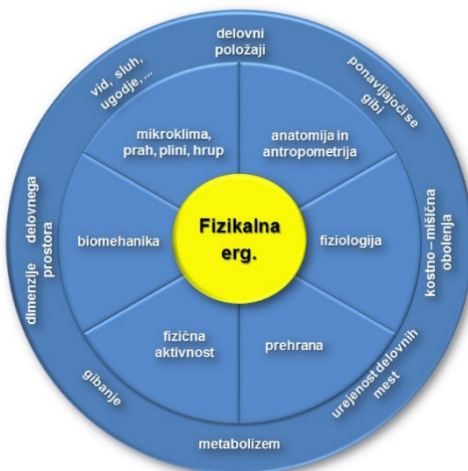 delovni
položaji
ponavljajoči se
gibi
kostno – mišična
obolenja
urejenost delovnih
mest
metabolizem
gibanje
dimenzije delovnega
prostora
vid, sluh,
ugodje, ...
mikroklima,
prah, plini, hrup
anatomija in
antropometrija
fiziologija
prehrana
fizična
aktivnost
biomehanika
Fizikalna
erg.